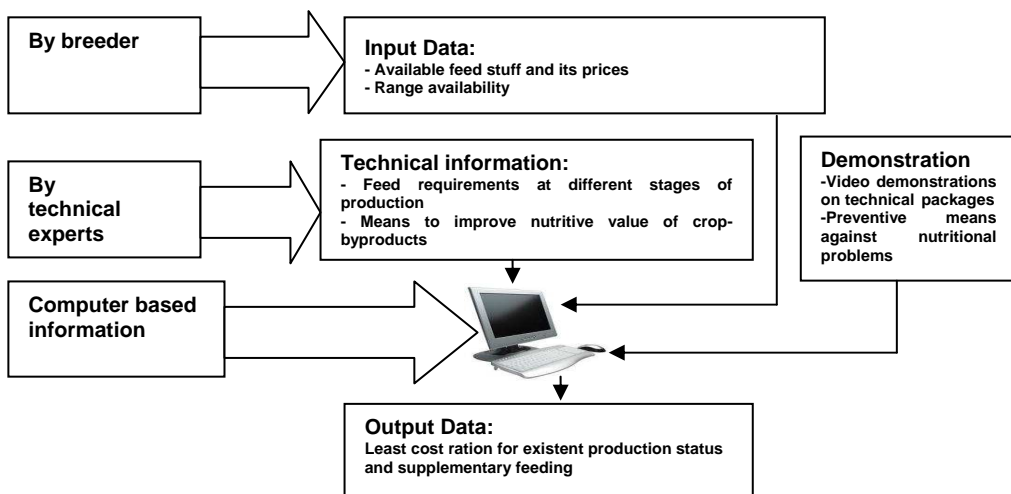 By breeder
Input Data:
- Available feed stuff and its prices
- Range availability
By
technical
experts
Technical information:
- Feed requirements at different stages of
production
- Means to improve nutritive value of crop-
byproducts
Demonstration
-Video demonstrations
on technical packages
-Preventive means
against nutritional
problems
Computer based
information
Output Data:
Least cost ration for existent production status
and supplementary feeding